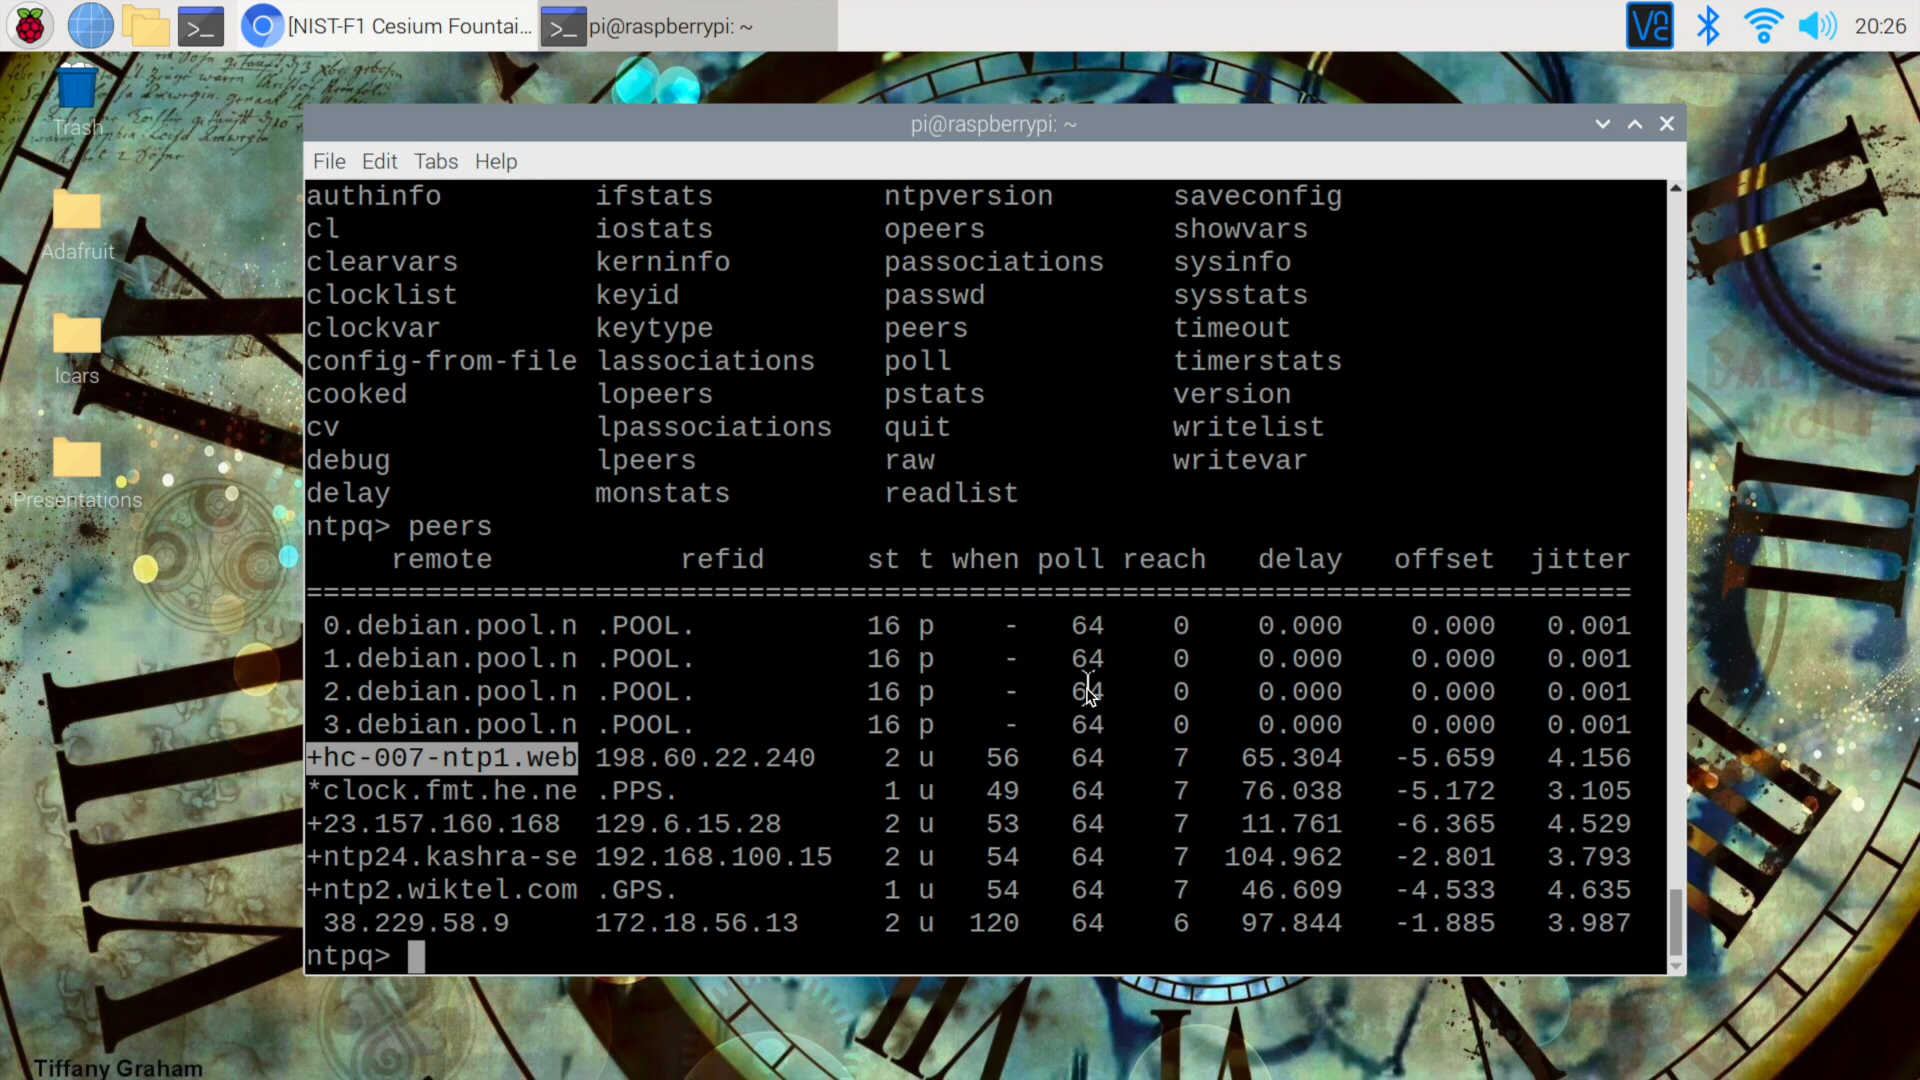 [NIST-F1 Cesium Fountai...
pi@raspberrypi: ~
20:26
Trash
Adafruit
lcars
Presentations
pi@raspberrypi: ~
File Edit Tabs Help
authinfo ifstats ntpversion saveconfig
cl iostats opeers showvars
clearvars kerninfo passociations sysinfo
clocklist keyid passwd sysstats
clockvar keytype peers timeout
config-from-file lassociations poll timerstats
cooked lopeers pstats version
cv lpassociations quit writelist
debug lpeers raw writevar
delay monstats readlist
ntpq> peers
remote refid st t when poll reach delay offset jitter
==============================================================================
0.debian.pool.n .POOL. 16 p - 64 0 0.000 0.000 0.001
1.debian.pool.n .POOL. 16 p - 64 0 0.000 0.000 0.001
2.debian.pool.n .POOL. 16 p - 64 0 0.000 0.000 0.001
3.debian.pool.n .POOL. 16 p - 64 0 0.000 0.000 0.001
+hc-007-ntp1.web 198.60.22.240 2 u 56 64 7 65.304 -5.659 4.156
*clock.fmt.he.ne .PPS. 1 u 49 64 7 76.038 -5.172 3.105
+23.157.160.168 129.6.15.28 2 u 53 64 7 11.761 -6.365 4.529
+ntp24.kashra-se 192.168.100.15 2 u 54 64 7 104.962 -2.801 3.793
+ntp2.wiktel.com .GPS. 1 u 54 64 7 46.609 -4.533 4.635
38.229.58.9 172.18.56.13 2 u 120 64 6 97.844 -1.885 3.987
ntpq>
BAD
WOLF
Tiffany Graham